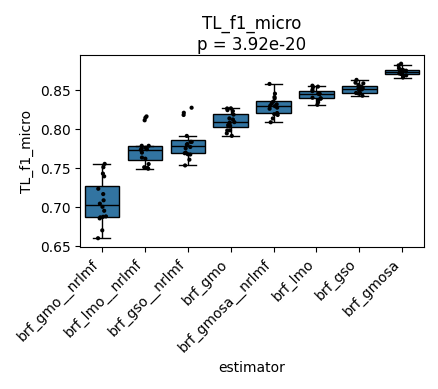 TL_f1_micro
p = 3.92e-20
TL_f1_micro
0.85
0.80
0.75
0.70
0.65
brf_gmo__nrlmf
brf_lmo__nrlmf
brf_gso__nrlmf
brf_gmo
brf_gmosa__nrlmf
brf_lmo
brf_gso
brf_gmosa
estimator